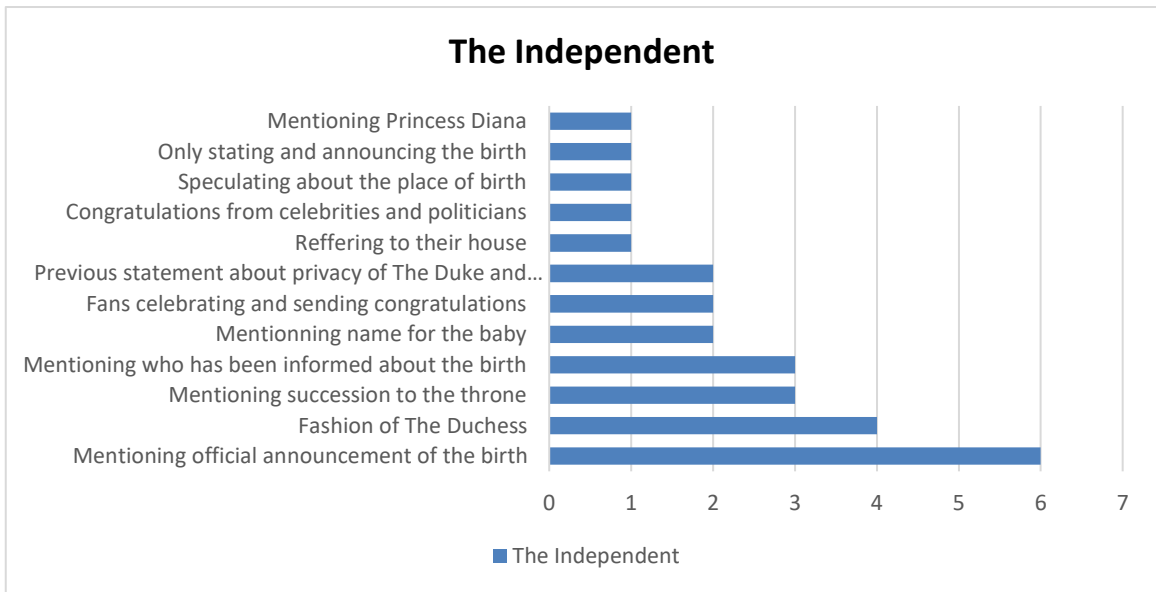 The Independent
Mentioning Princess Diana
Only stating and announcing the birth
Speculating about the place of birth
Congratulations from celebrities and politicians
Reffering to their house
Previous statement about privacy of The Duke and...
Fans celebrating and sending congratulations
Mentionning name for the baby
Mentioning who has been informed about the birth
Mentioning succession to the throne
Fashion of The Duchess
Mentioning official announcement of the birth
0 1 2 3 4 5 6 7
The Independent